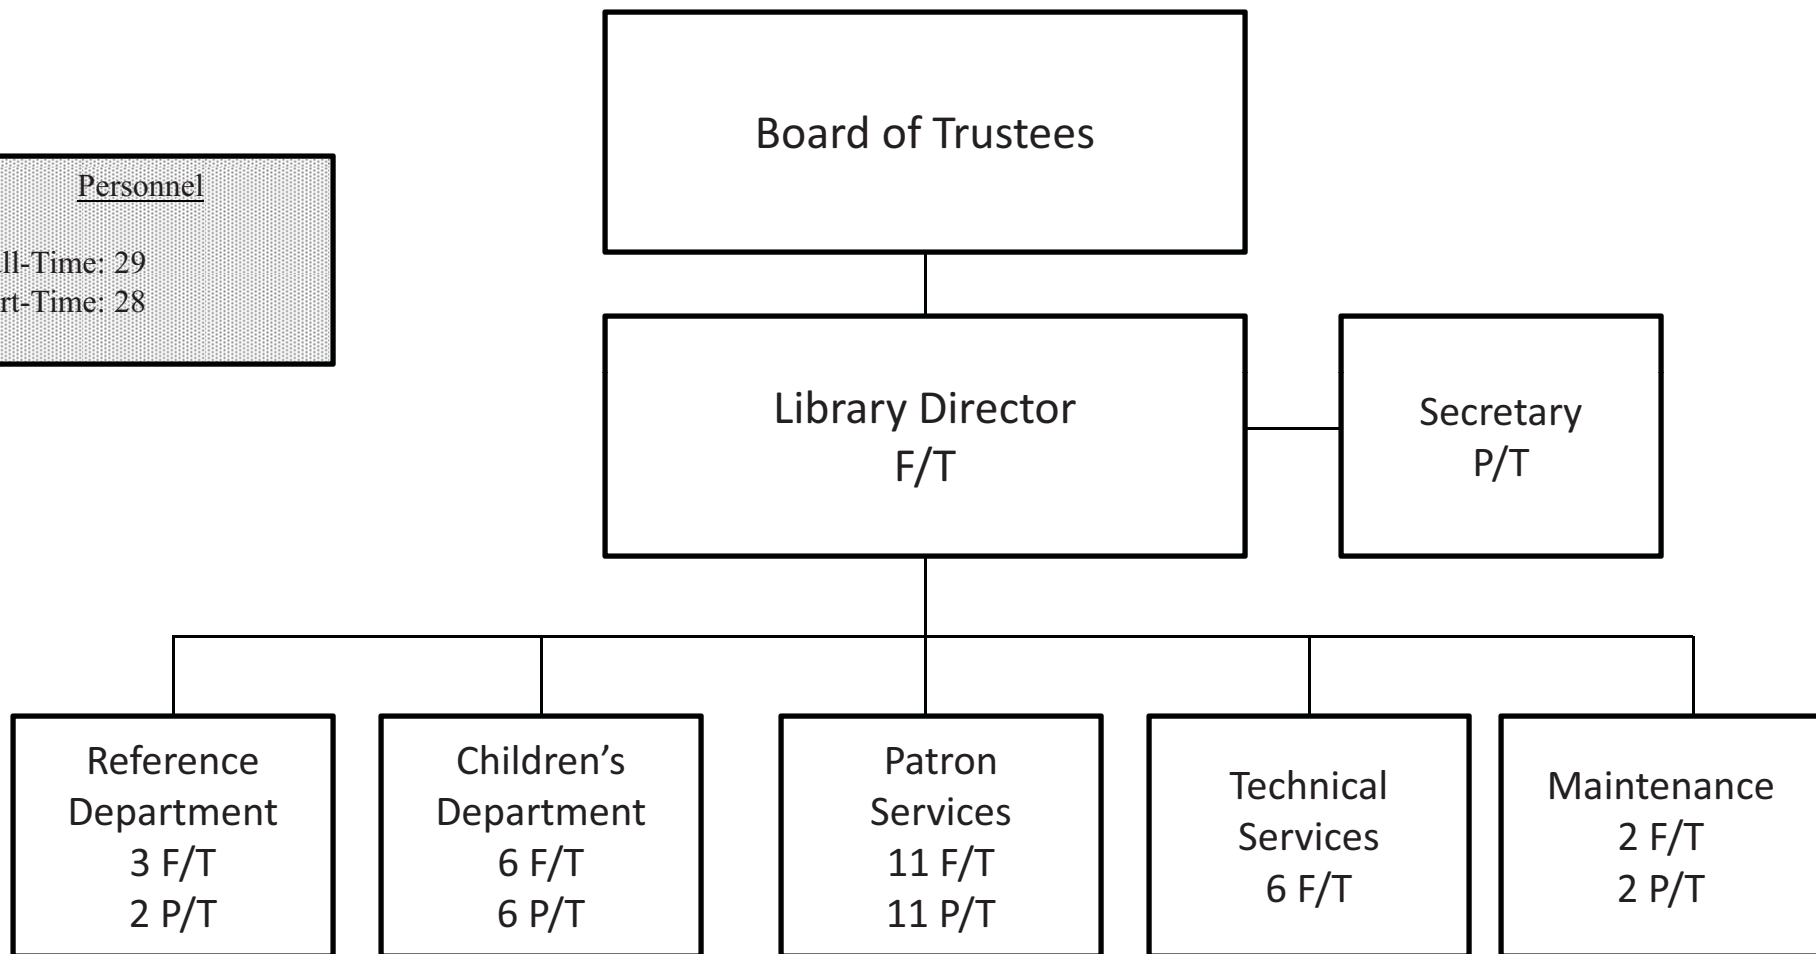 Board of Trustees
Personnel
ll-Time: 29
rt-Time: 28
Library Director
F/T
Secretary
P/T
Reference
Department
3 F/T
2 P/T
Children’s
Department
6 F/T
6 P/T
Patron
Services
11 F/T
11 P/T
Technical
Services
6 F/T
Maintenance
2 F/T
2 P/T